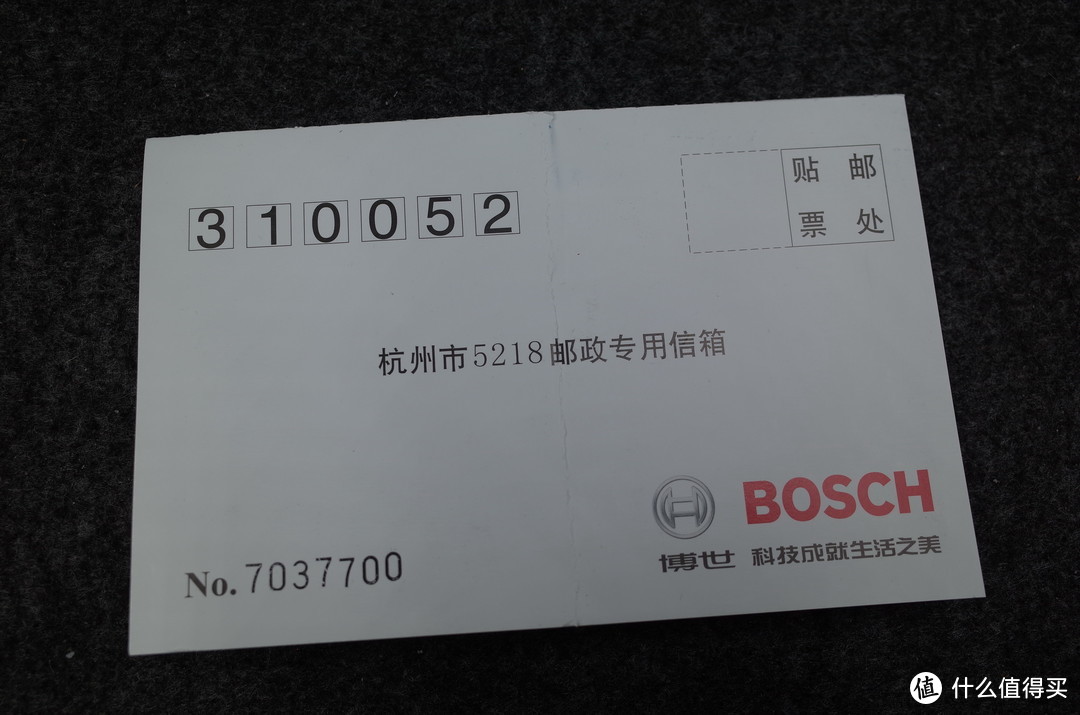 310052
贴 邮
票 处
杭州市5218邮政专用信箱
BOSCH
博世 科技成就生活之美
No.7037700
值 什么值得买